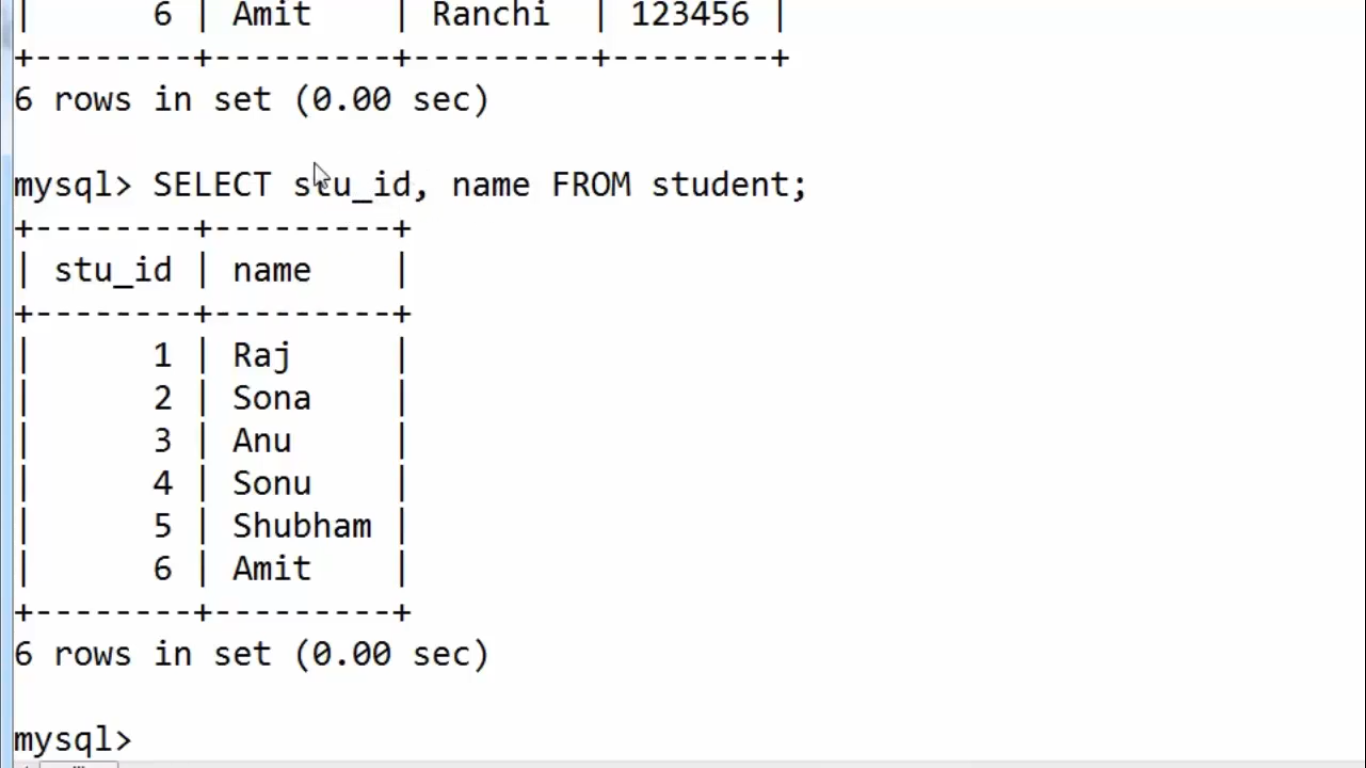 |      6 | Amit    | Ranchi  | 123456 |
+--------+---------+---------+--------+
6 rows in set (0.00 sec)
mysql> SELECT stu_id, name FROM student;
+--------+---------+
| stu_id | name    |
+--------+---------+
|      1 | Raj     |
|      2 | Sona    |
|      3 | Anu     |
|      4 | Sonu    |
|      5 | Shubham |
|      6 | Amit    |
+--------+---------+
6 rows in set (0.00 sec)
mysql>